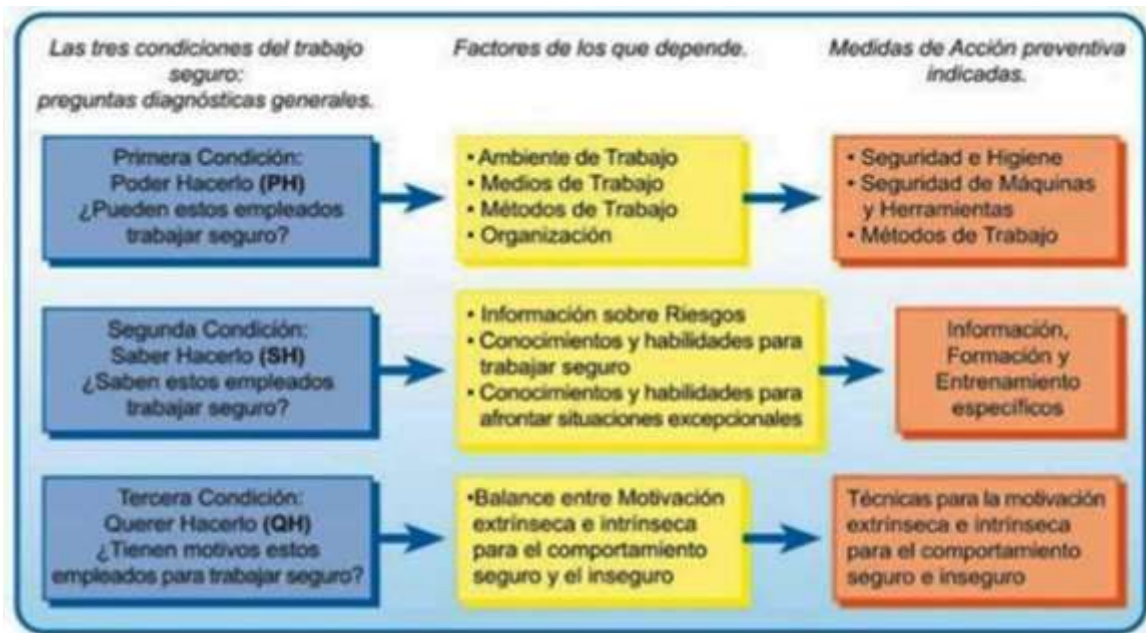 Las tres condiciones del trabajo
seguro:
preguntas diagnósticas generales.
Factores de los que depende.
Medidas de Acción preventiva
indicadas.
Primera Condición:
Poder Hacerlo (PH)
¿Pueden estos empleados
trabajar seguro?
• Ambiente de Trabajo
• Medios de Trabajo
• Métodos de Trabajo
• Organización
• Seguridad e Higiene
• Seguridad de Máquinas
y Herramientas
• Métodos de Trabajo
Segunda Condición:
Saber Hacerlo (SH)
¿Saben estos empleados
trabajar seguro?
• Información sobre Riesgos
• Conocimientos y habilidades para
trabajar seguro
• Conocimientos y habilidades para
afrontar situaciones excepcionales
Información,
Formación y
Entrenamiento
específicos
Tercera Condición:
Querer Hacerlo (QH)
¿Tienen motivos estos
empleados para trabajar seguro?
•Balance entre Motivación
extrínseca e intrínseca
para el comportamiento
seguro y el inseguro
Técnicas para la motivación
extrínseca e intrínseca
para el comportamiento
seguro e inseguro